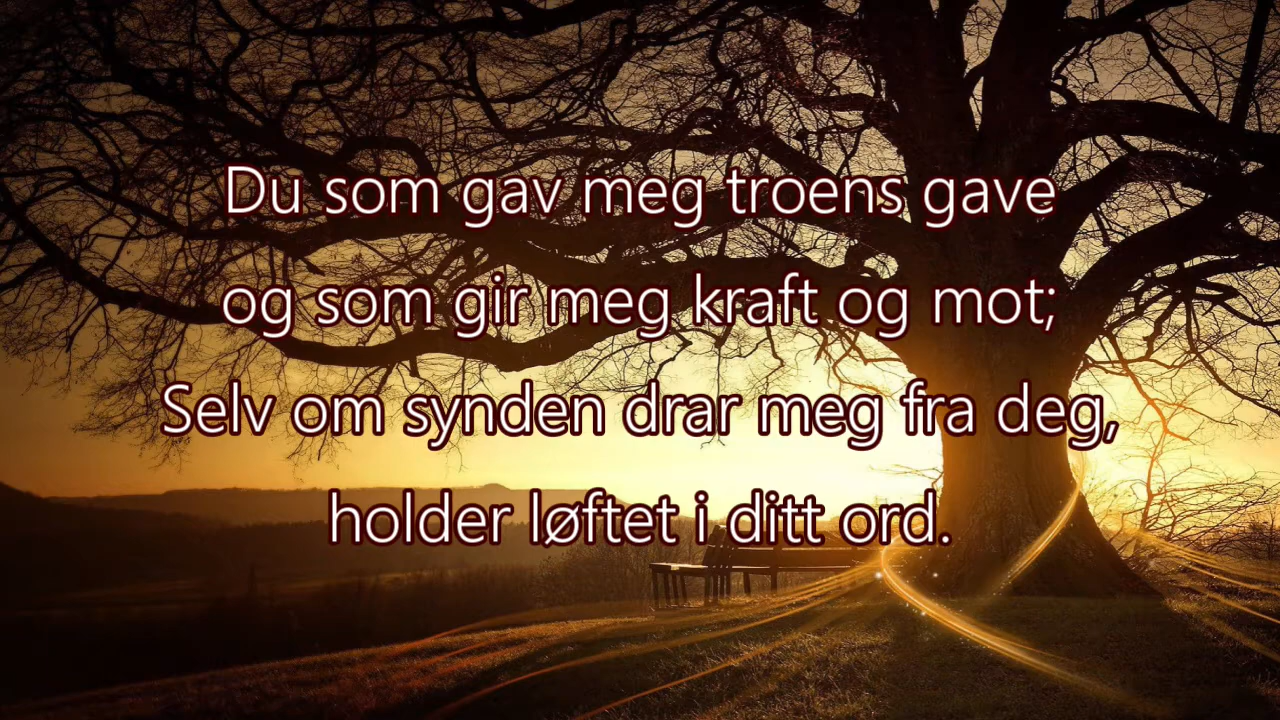 Du som gav meg troens gave
og som gir meg kraft og mot;
Selv om synden drar meg fra deg,
holder løftet i ditt ord.